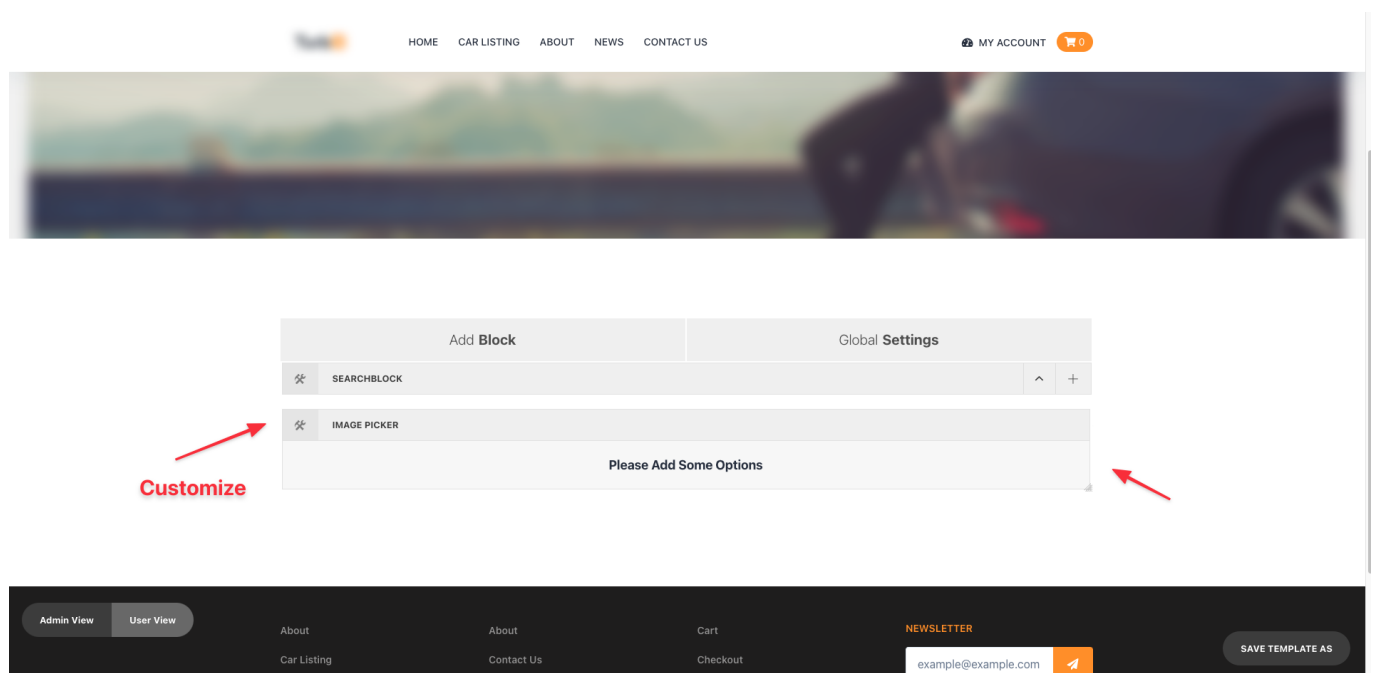 HOME CAR LISTING ABOUT NEWS CONTACT US MY ACCOUNT 0
Add Block Global Settings
SEARCHBLOCK
IMAGE PICKER
Please Add Some Options
Customize
Admin View User View
About About Cart NEWSLETTER
Car Listing Contact Us Checkout example@example.com
SAVE TEMPLATE AS